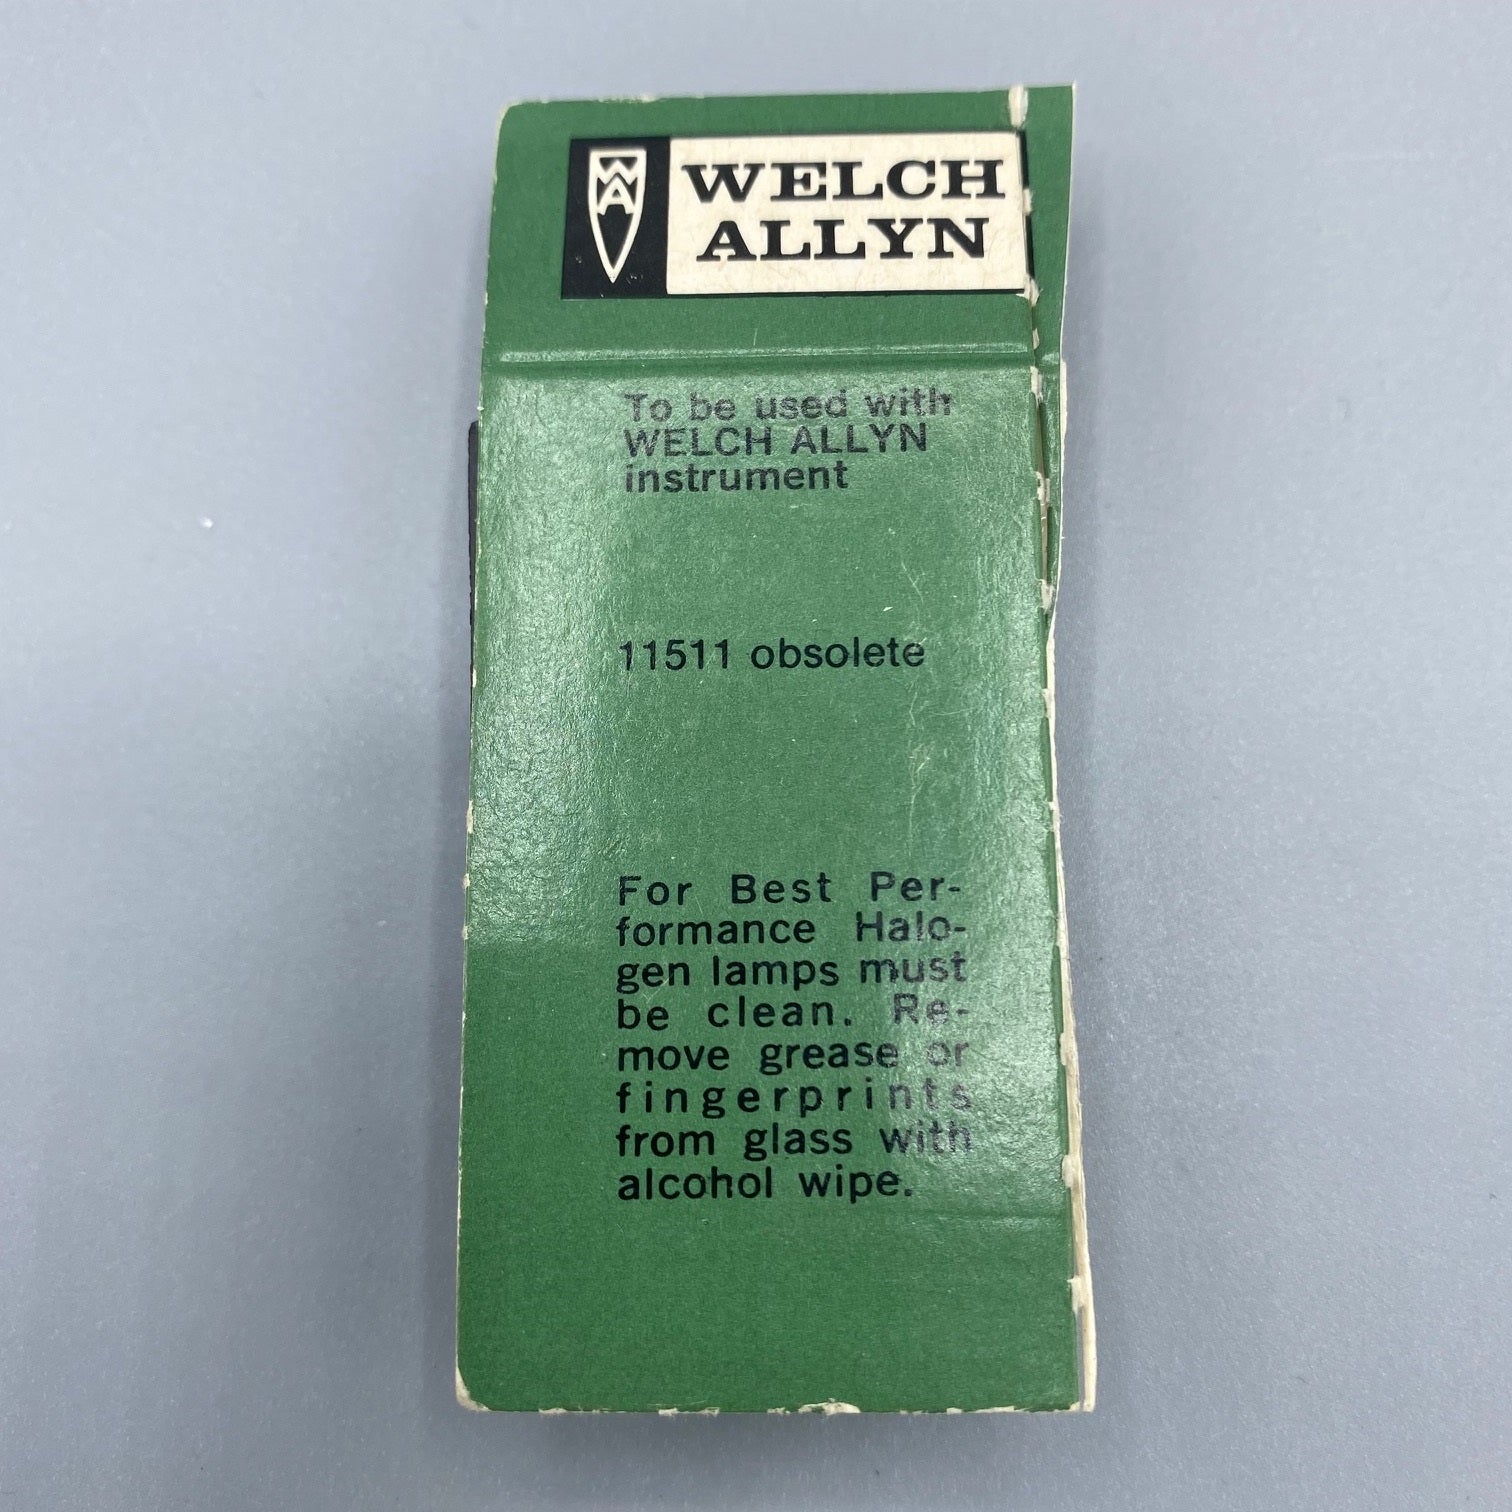 WA
WELCH
ALLYN
To be used with
WELCH ALLYN
instrument
11511 obsolete
For Best Per-
formance Halo-
gen lamps must
be clean. Re-
move grease or
fingerprints
from glass with
alcohol wipe.